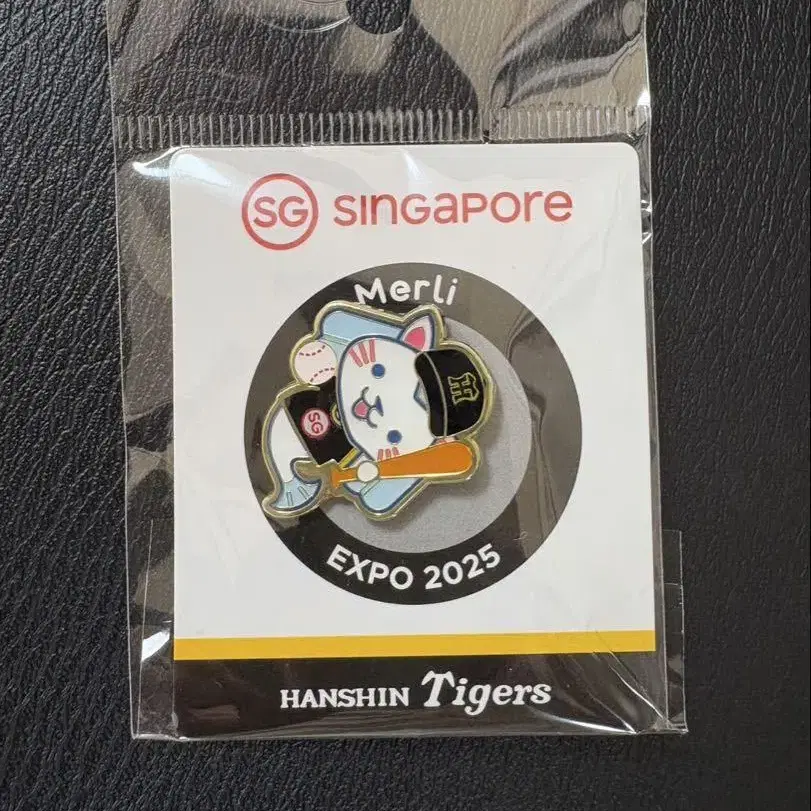 SG SINGAPORE
Merli
SG
EXPO 2025
HANSHIN Tigers